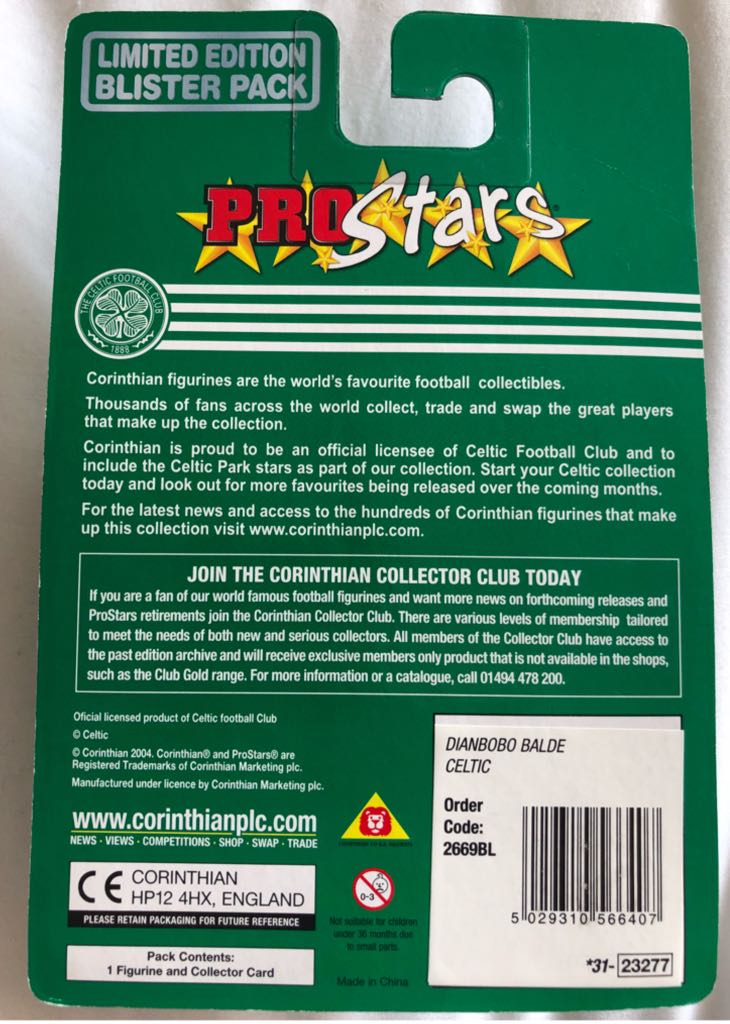 LIMITED EDITION
BLISTER PACK
PROStars
THE CELTIC FOOTBALL CLUB
1888
Corinthian figurines are the world's favourite football collectibles.
Thousands of fans across the world collect, trade and swap the great players
that make up the collection.
Corinthian is proud to be an official licensee of Celtic Football Club and to
include the Celtic Park stars as part of our collection. Start your Celtic collection
today and look out for more favourites being released over the coming months.
For the latest news and access to the hundreds of Corinthian figurines that make
up this collection visit www.corinthianplc.com.
JOIN THE CORINTHIAN COLLECTOR CLUB TODAY
If you are a fan of our world famous football figurines and want more news on forthcoming releases and
ProStars retirements join the Corinthian Collector Club. There are various levels of membership tailored
to meet the needs of both new and serious collectors. All members of the Collector Club have access to
the past edition archive and will receive exclusive members only product that is not available in the shops,
such as the Club Gold range. For more information or a catalogue, call 01494 478 200.
Oficial licensed product of Celtic football Club
© Celtic
© Corinthian 2004. Corinthian® and ProStars® are
Registered Trademarks of Corinthian Marketing plc.
Manufactured under licence by Corinthian Marketing plc.
www.corinthianplc.com
NEWS · VIEWS · COMPETITIONS · SHOP · SWAP · TRADE
CE CORINTHIAN
HP12 4HX, ENGLAND
PLEASE RETAIN PACKAGING FOR FUTURE REFERENCE
Pack Contents:
1 Figurine and Collector Card
0-3
Not suitable for children
under 36 months due
to small parts.
Made in China
DIANBOBO BALDE
CELTIC
Order
Code:
2669BL
5 029310 566407
*31- 23277